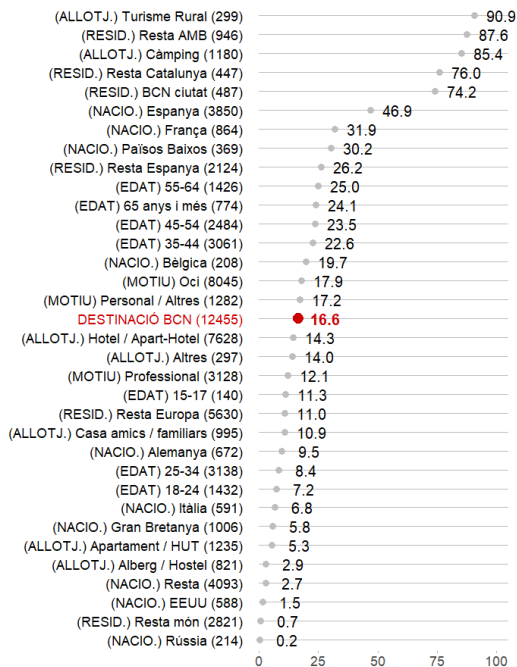 (ALLOTJ.) Turisme Rural (299) 90.9
(RESID.) Resta AMB (946) 87.6
(ALLOTJ.) Càmping (1180) 85.4
(RESID.) Resta Catalunya (447) 76.0
(RESID.) BCN ciutat (487) 74.2
(NACIO.) Espanya (3850) 46.9
(NACIO.) França (864) 31.9
(NACIO.) Països Baixos (369) 30.2
(RESID.) Resta Espanya (2124) 26.2
(EDAT) 55-64 (1426) 25.0
(EDAT) 65 anys i més (774) 24.1
(EDAT) 45-54 (2484) 23.5
(EDAT) 35-44 (3061) 22.6
(NACIO.) Bèlgica (208) 19.7
(MOTIU) Oci (8045) 17.9
(MOTIU) Personal / Altres (1282) 17.2
DESTINACIÓ BCN (12455) 16.6
(ALLOTJ.) Hotel / Apart-Hotel (7628) 14.3
(ALLOTJ.) Altres (297) 14.0
(MOTIU) Professional (3128) 12.1
(EDAT) 15-17 (140) 11.3
(RESID.) Resta Europa (5630) 11.0
(ALLOTJ.) Casa amics / familiars (995) 10.9
(NACIO.) Alemanya (672) 9.5
(EDAT) 25-34 (3138) 8.4
(EDAT) 18-24 (1432) 7.2
(NACIO.) Itàlia (591) 6.8
(NACIO.) Gran Bretanya (1006) 5.8
(ALLOTJ.) Apartament / HUT (1235) 5.3
(ALLOTJ.) Alberg / Hostel (821) 2.9
(NACIO.) Resta (4093) 2.7
(NACIO.) EEUU (588) 1.5
(RESID.) Resta món (2821) 0.7
(NACIO.) Rússia (214) 0.2
0 25 50 75 100